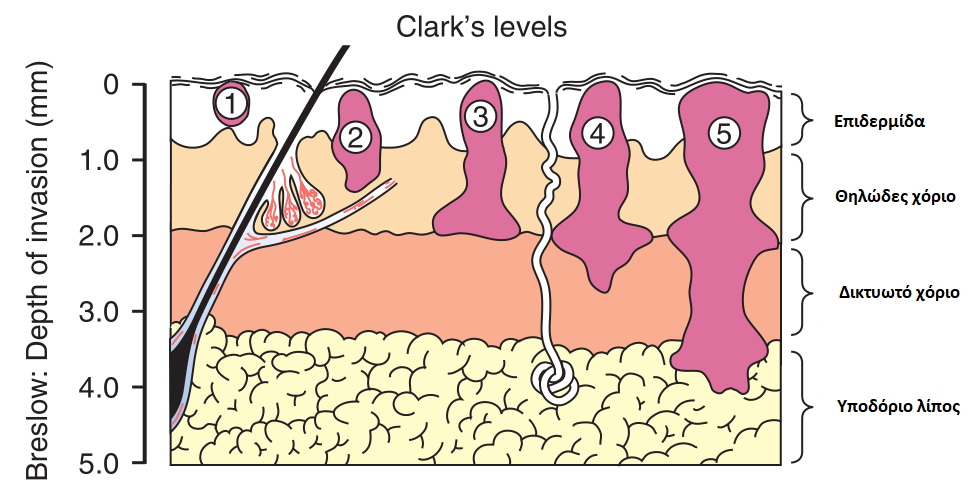 Clark's levels
Breslow: Depth of invasion (mm)
0
1.0
2.0
3.0
4.0
5.0
1
2
3
4
5
Επιδερμίδα
Θηλώδες χόριο
Δικτυωτό χόριο
Υποδόριο λίπος